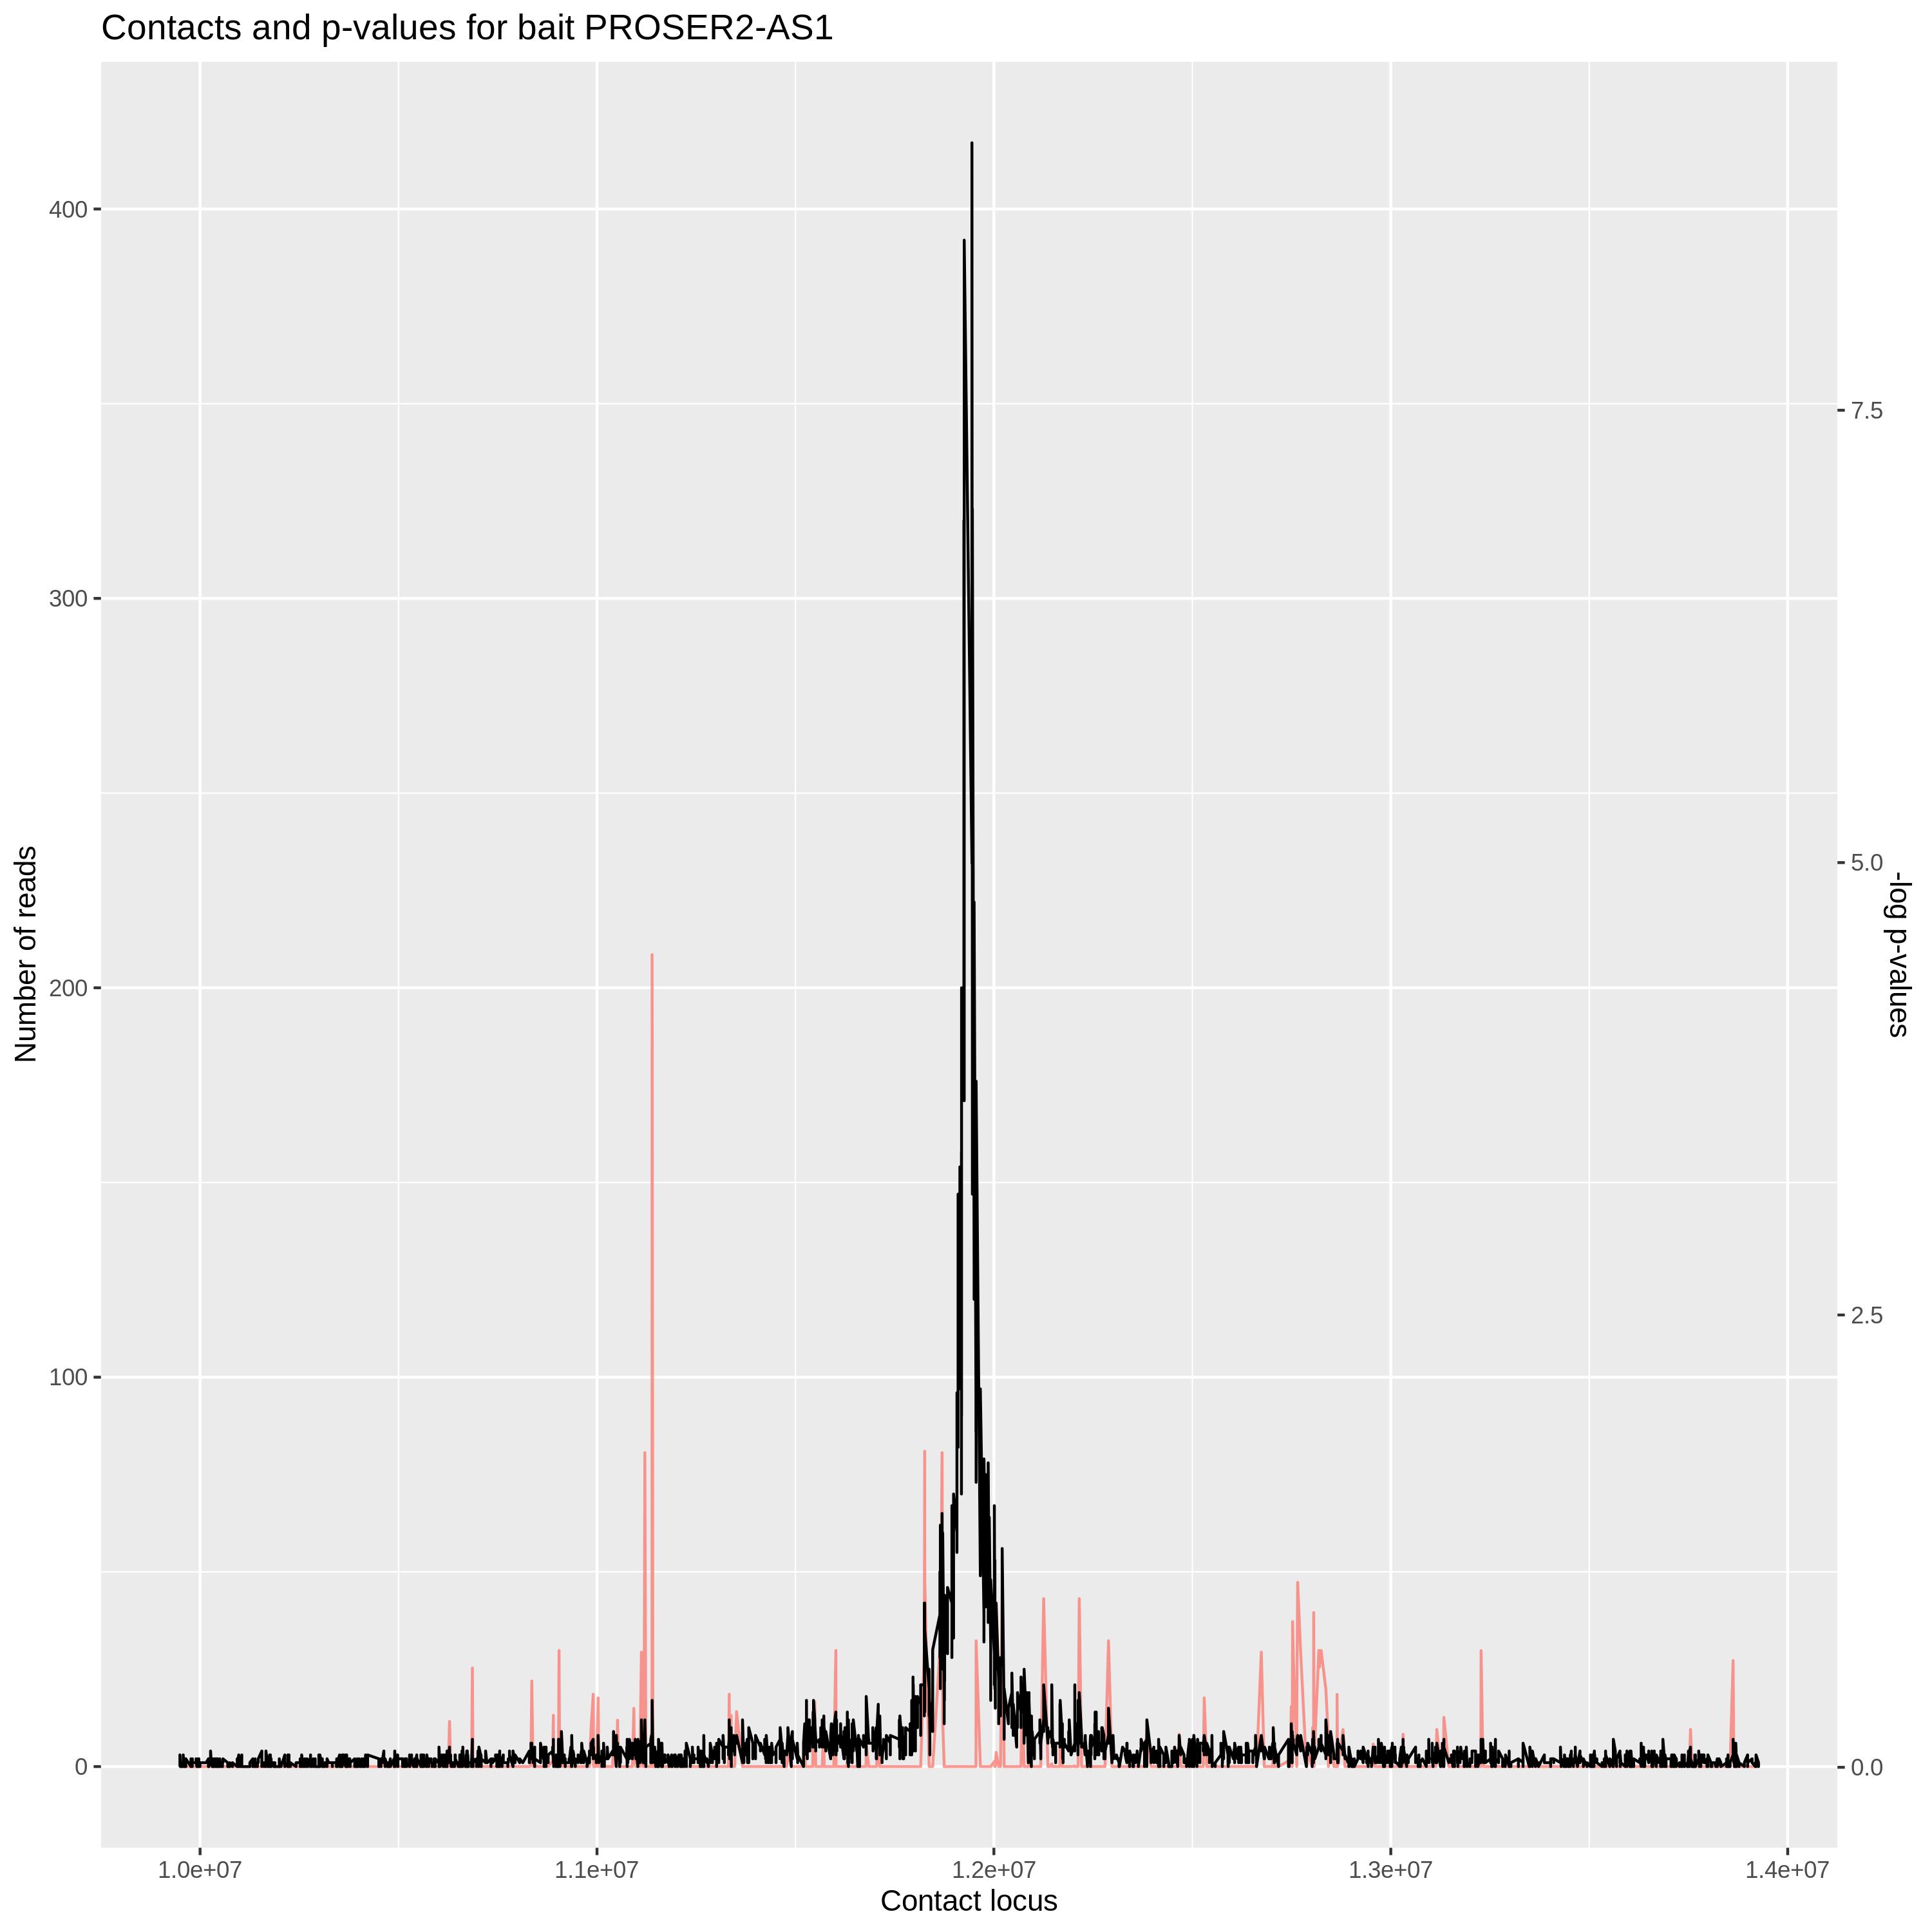 Contacts and p-values for bait PROSER2-AS1
400
300
200
100
0
Number of reads
7.5
5.0
2.5
0.0
-log p-values
1.0e+07
1.1e+07
1.2e+07
1.3e+07
1.4e+07
Contact locus